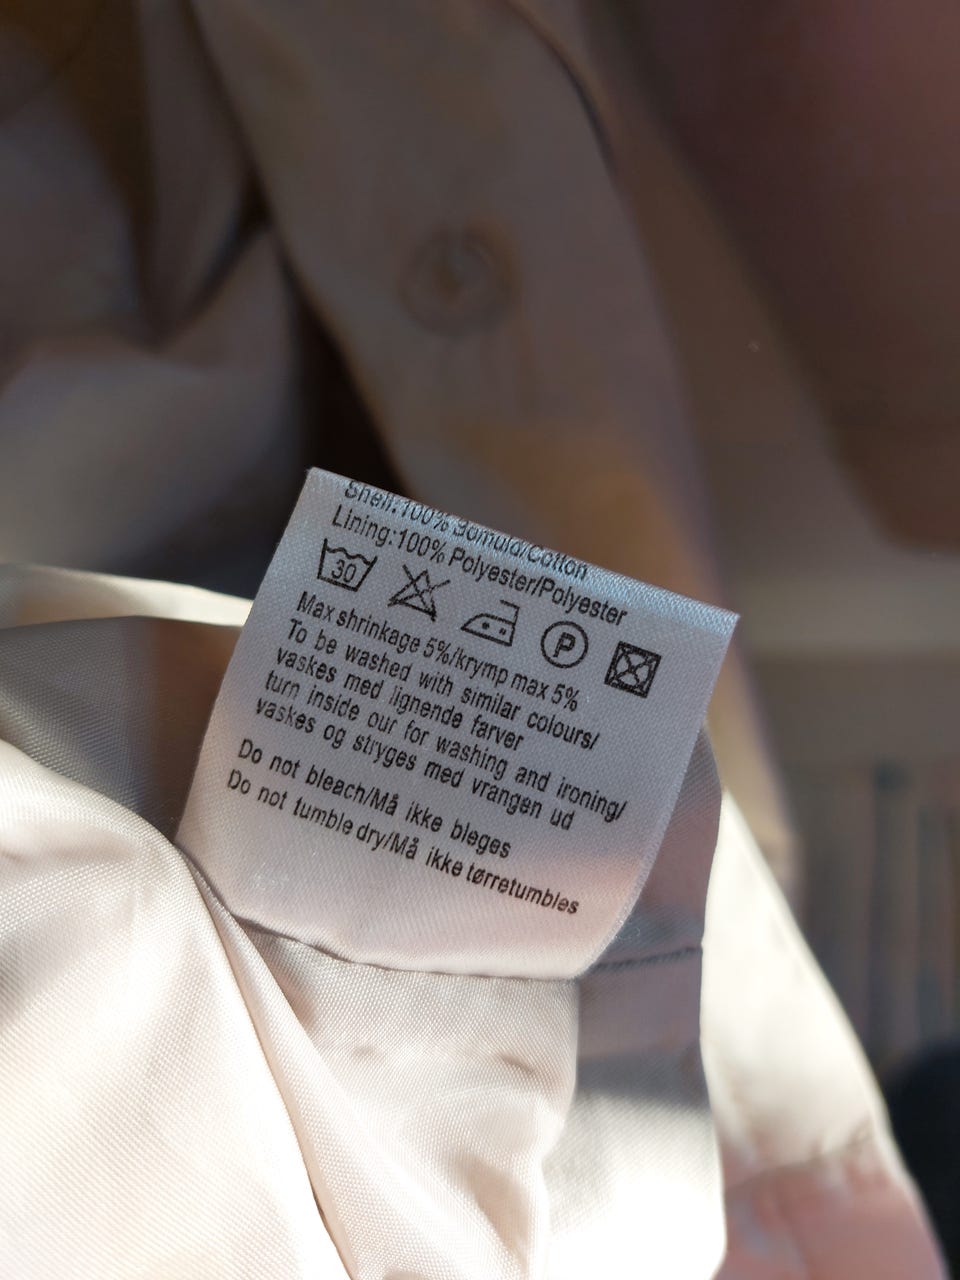 Shell:100% Bomuld/Cotton
Lining:100% Polyester/Polyester
30 P
Max shrinkage 5%/krymp max 5%
To be washed with similar colours/
vaskes med lignende farver
turn inside our for washing and ironing/
vaskes og stryges med vrangen ud
Do not bleach/Må ikke bleges
Do not tumble dry/Må ikke tørretumbles